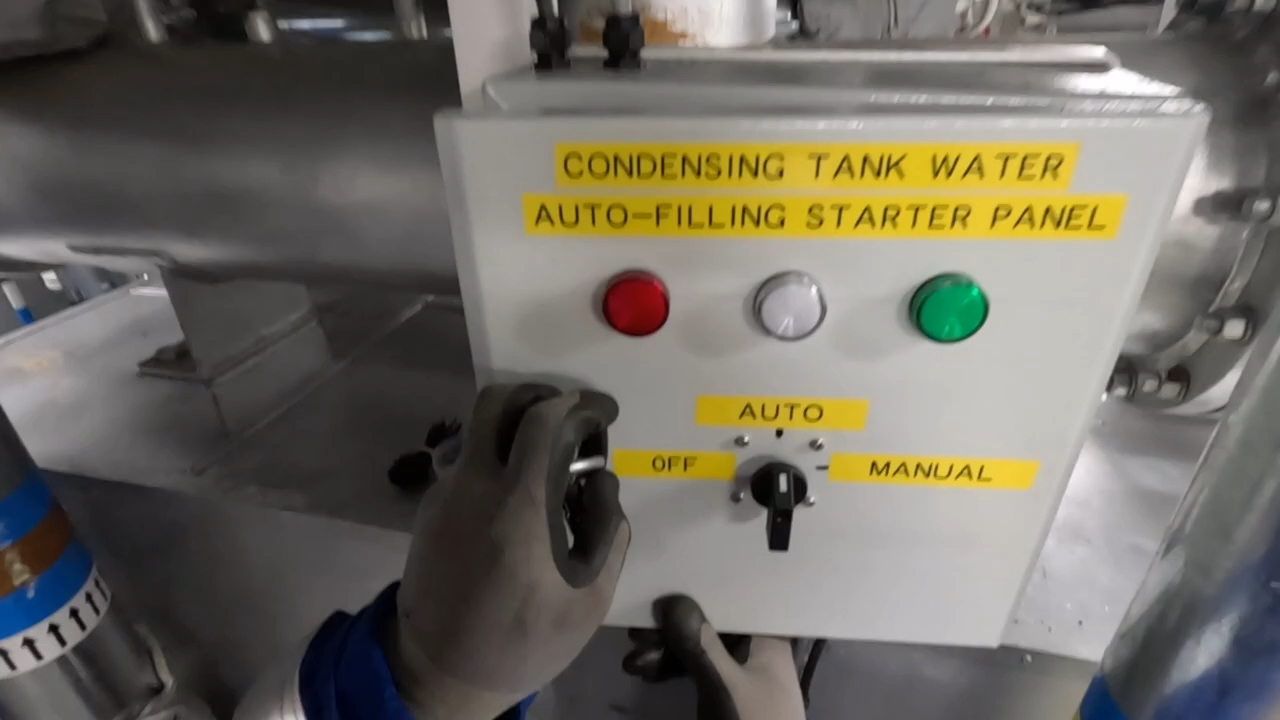 CONDENSING TANK WATER
AUTO-FILLING STARTER PANEL
AUTO
OFF
MANUAL